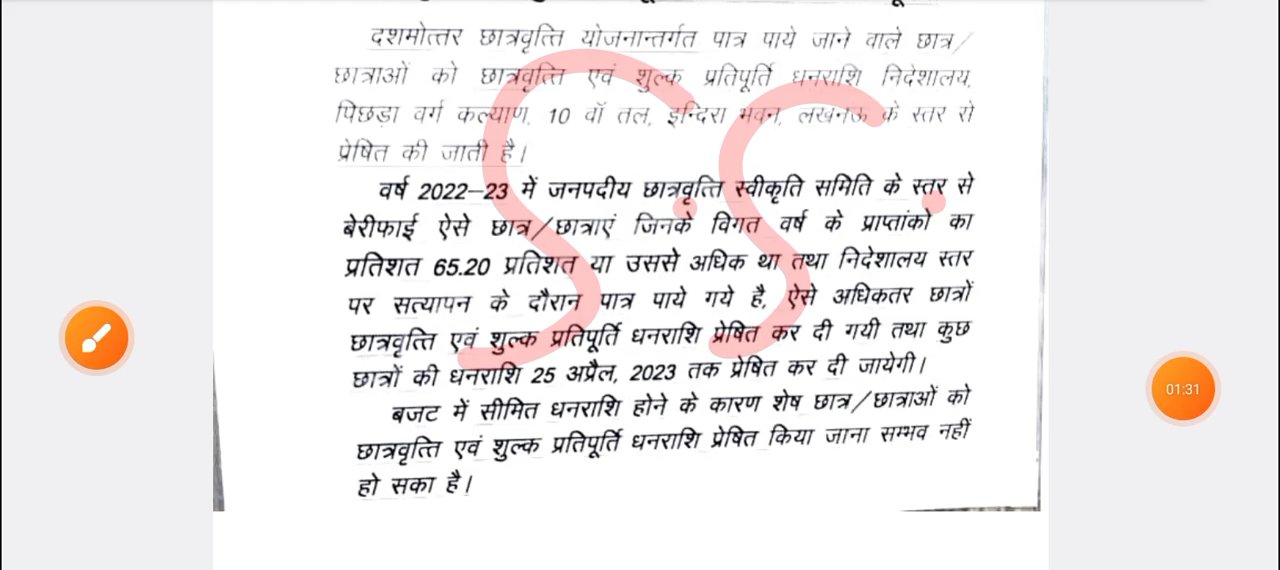 दशमोत्तर छात्रवृत्ति योजनान्तर्गत पात्र पाये जाने वाले छात्र/
छात्राओं को छात्रवृत्ति एवं शुल्क प्रतिपूर्ति धनराशि निदेशालय,
पिछड़ा वर्ग कल्याण, 10 वॉ तल, इन्दिरा भवन, लखनऊ के स्तर से
प्रेषित की जाती है।
वर्ष 2022–23 में जनपदीय छात्रवृत्ति स्वीकृति समिति के स्तर से
बेरीफाई ऐसे छात्र/छात्राएं जिनके विगत वर्ष के प्राप्तांको का
प्रतिशत 65.20 प्रतिशत या उससे अधिक था तथा निदेशालय स्तर
पर सत्यापन के दौरान पात्र पाये गये है, ऐसे अधिकतर छात्रों
छात्रवृत्ति एवं शुल्क प्रतिपूर्ति धनराशि प्रेषित कर दी गयी तथा कुछ
छात्रों की धनराशि 25 अप्रैल, 2023 तक प्रेषित कर दी जायेगी।
बजट में सीमित धनराशि होने के कारण शेष छात्र/छात्राओं को
छात्रवृत्ति एवं शुल्क प्रतिपूर्ति धनराशि प्रेषित किया जाना सम्भव नहीं
हो सका है।
S.S.
01:31